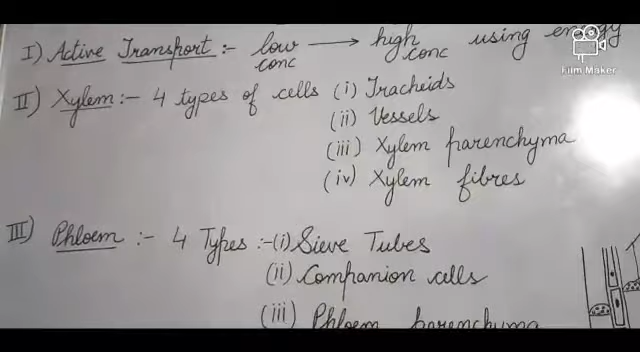 I) Active Transport :- low conc ⟶ high conc using energy
Film Maker
II) Xylem :- 4 types of cells (i) Tracheids
(ii) Vessels
(iii) Xylem parenchyma
(iv) Xylem fibres
III) Phloem :- 4 Types :-(i) Sieve Tubes
(ii) Companion cells
(iii) Phloem parenchyma